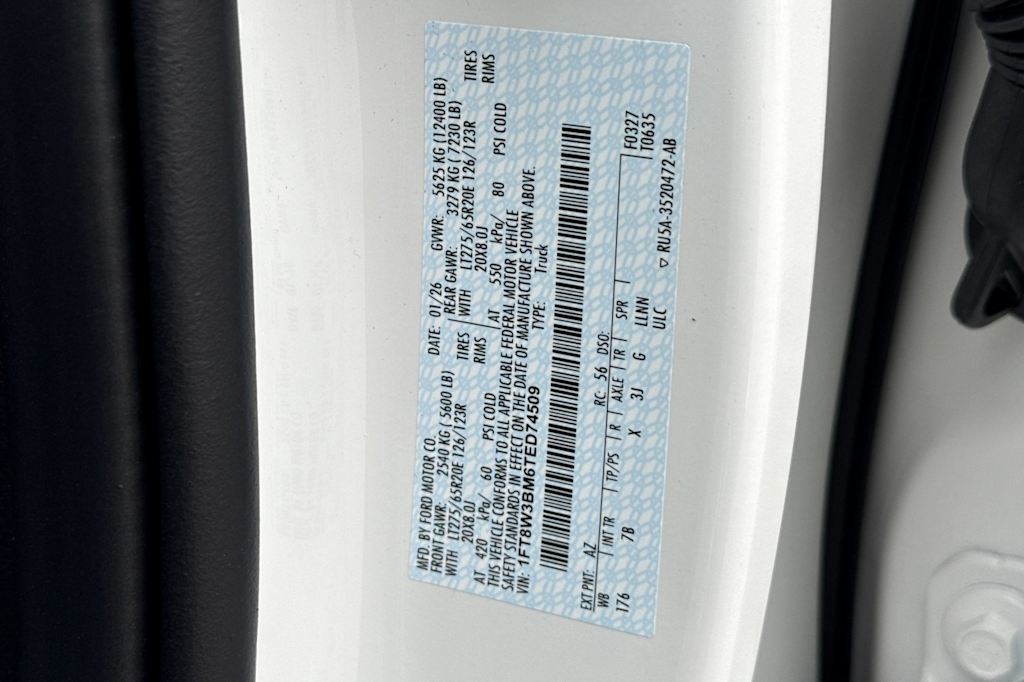 MFD. BY FORD MOTOR CO.
DATE: 01/26 GVWR: 5625 KG (12400 LB)
FRONT GAWR: 2540 KG ( 5600 LB)
REAR GAWR: 3279 KG ( 7230 LB)
WITH LT275/65R20E 126/123R TIRES
WITH LT275/65R20E 126/123R TIRES
20X8.0J RIMS
20X8.0J RIMS
AT 420 kPa/ 60 PSI COLD
AT 550 kPa/ 80 PSI COLD
THIS VEHICLE CONFORMS TO ALL APPLICABLE FEDERAL MOTOR VEHICLE
SAFETY STANDARDS IN EFFECT ON THE DATE OF MANUFACTURE SHOWN ABOVE.
VIN: 1FT8W3BM6TED74509 TYPE: Truck
EXT PNT: AZ RC: 56 DSO: F0327
WB INT TR TP/PS R AXLE TR SPR T0635
176 7B X 3J G LLNN
ULC
▽ RU5A-3520472-AB